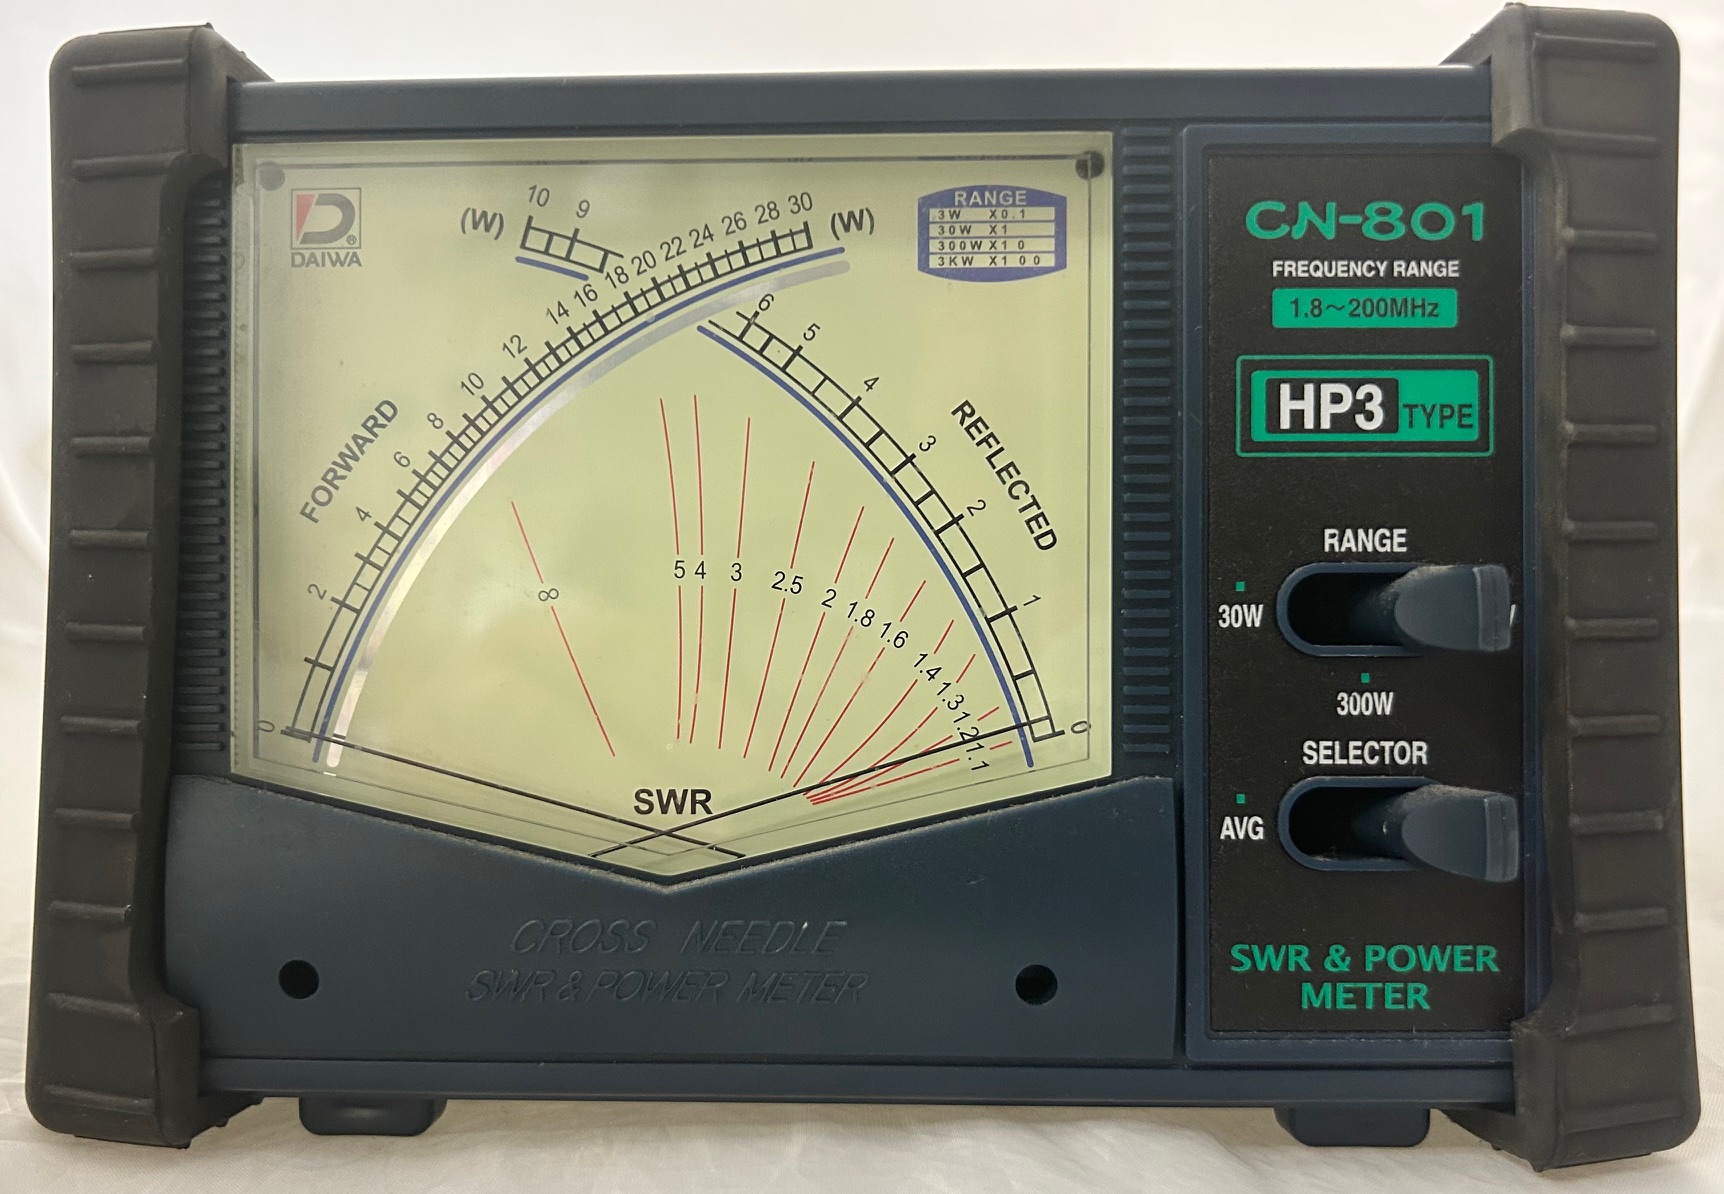 DAIWA
®
(W)
10 9
(W)
0 2 4 6 8 10 12 14 16 18 20 22 24 26 28 30
FORWARD
6 5 4 3 2 1 0
REFLECTED
RANGE
3W X0.1
30W X1
300W X10
3KW X100
∞ 5 4 3 2.5 2 1.8 1.6 1.4 1.3 1.2 1.1
SWR
CROSS NEEDLE
SWR & POWER METER
CN-801
FREQUENCY RANGE
1.8~200MHz
HP3 TYPE
RANGE
30W
300W
SELECTOR
AVG
SWR & POWER
METER